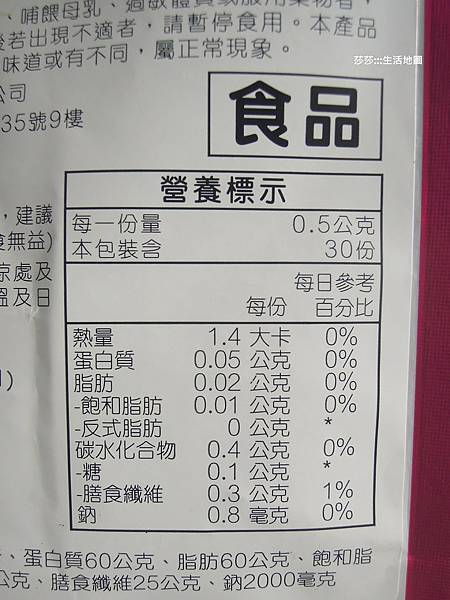 、哺餵母乳、過敏體質或服用藥物者，
後若出現不適者，請暫停食用。本產品
味道或有不同，屬正常現象。
莎莎:::生活地圖
公司
35號9樓
食品
，建議
食無益)
涼處及
溫及日
營養標示
每一份量 0.5公克
本包裝含 30份
每日參考
每份 百分比
熱量 1.4 大卡 0%
蛋白質 0.05 公克 0%
脂肪 0.02 公克 0%
-飽和脂肪 0.01 公克 0%
-反式脂肪 0 公克 *
碳水化合物 0.4 公克 0%
-糖 0.1 公克 *
-膳食纖維 0.3 公克 1%
鈉 0.8 毫克 0%
、蛋白質60公克、脂肪60公克、飽和脂
公克、膳食纖維25公克、鈉2000毫克